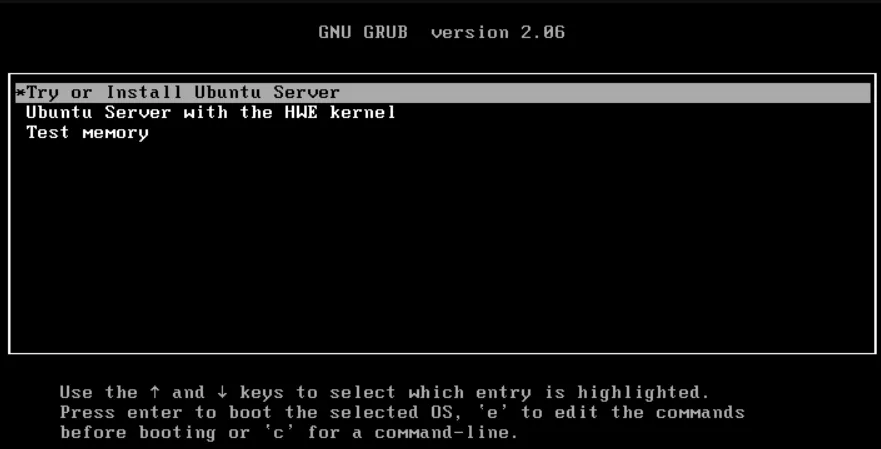 GNU GRUB  version 2.06
*Try or Install Ubuntu Server
Ubuntu Server with the HWE kernel
Test memory
Use the ↑ and ↓ keys to select which entry is highlighted.
Press enter to boot the selected OS, `e' to edit the commands
before booting or `c' for a command-line.